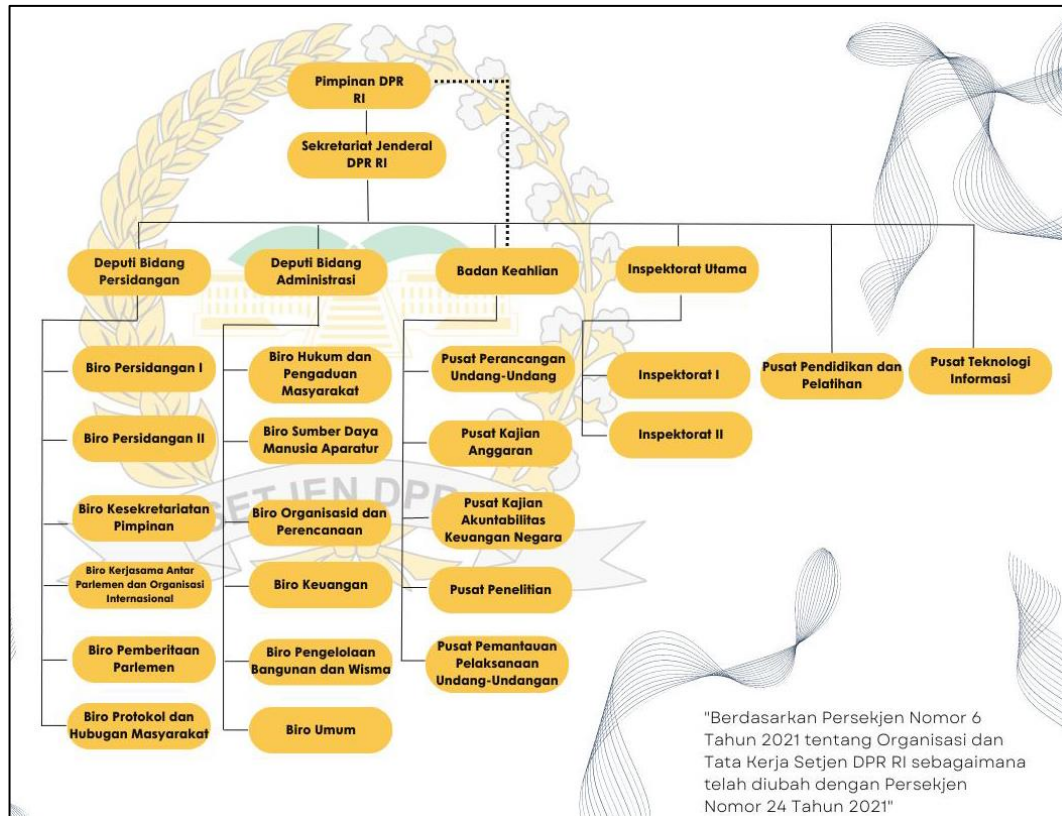 Pimpinan DPR
RI
Sekretariat Jenderal
DPR RI
Deputi Bidang
Persidangan
Deputi Bidang
Administrasi
Badan Keahlian
Inspektorat Utama
Biro Persidangan I
Biro Persidangan II
Biro Kesekretariatan
Pimpinan
Biro Kerjasama Antar
Parlemen dan Organisasi
Internasional
Biro Pemberitaan
Parlemen
Biro Protokol dan
Hubugan Masyarakat
Biro Hukum dan
Pengaduan
Masyarakat
Biro Sumber Daya
Manusia Aparatur
Biro Organisasid dan
Perencanaan
Biro Keuangan
Biro Pengelolaan
Bangunan dan Wisma
Biro Umum
Pusat Perancangan
Undang-Undang
Pusat Kajian
Anggaran
Pusat Kajian
Akuntabilitas
Keuangan Negara
Pusat Penelitian
Pusat Pemantauan
Pelaksanaan
Undang-Undangan
Inspektorat I
Inspektorat II
Pusat Pendidikan dan
Pelatihan
Pusat Teknologi
Informasi
SETJEN DPR
"Berdasarkan Persekjen Nomor 6
Tahun 2021 tentang Organisasi dan
Tata Kerja Setjen DPR RI sebagaimana
telah diubah dengan Persekjen
Nomor 24 Tahun 2021"